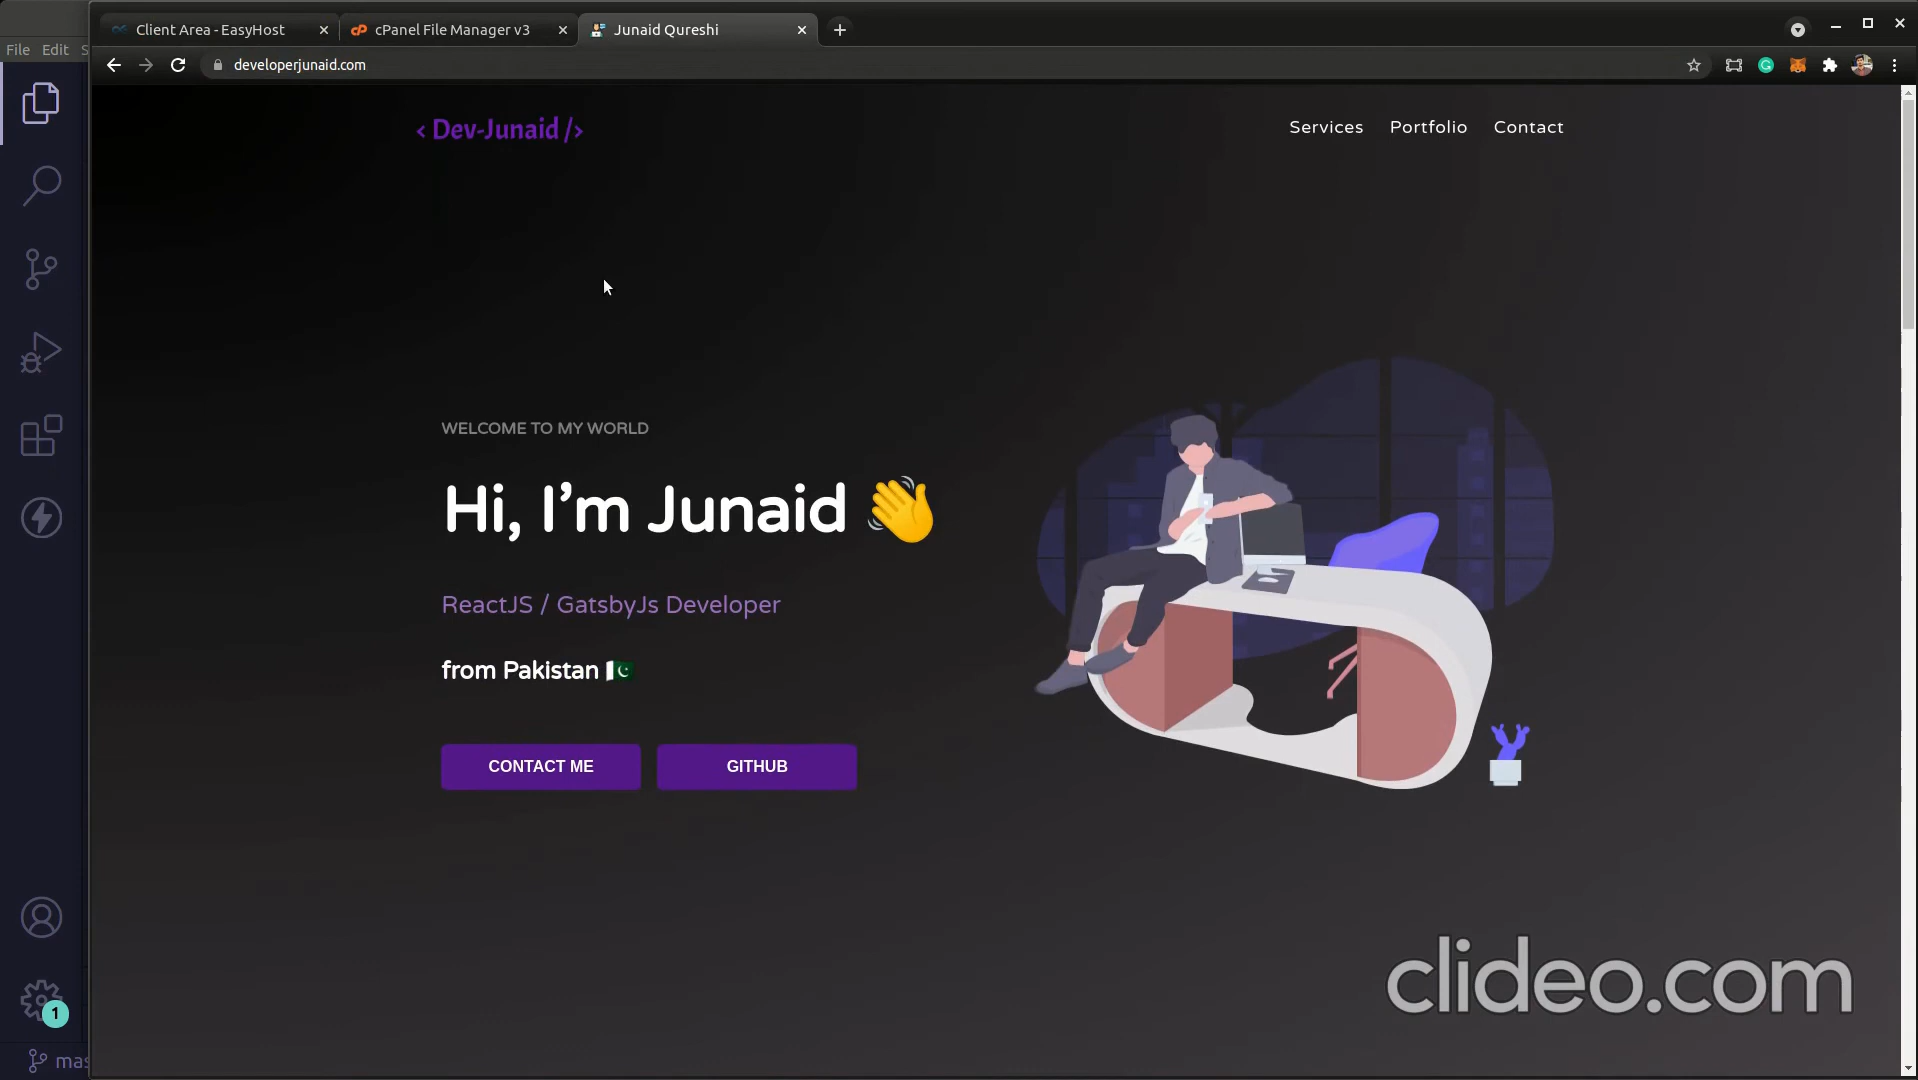 Client Area - EasyHost
cPanel File Manager v3
Junaid Qureshi
File Edit S
developerjunaid.com
< Dev-Junaid />
Services Portfolio Contact
WELCOME TO MY WORLD
Hi, I’m Junaid 👋
ReactJS / GatsbyJs Developer
from Pakistan 🇵🇰
CONTACT ME
GITHUB
clideo.com
1
mas